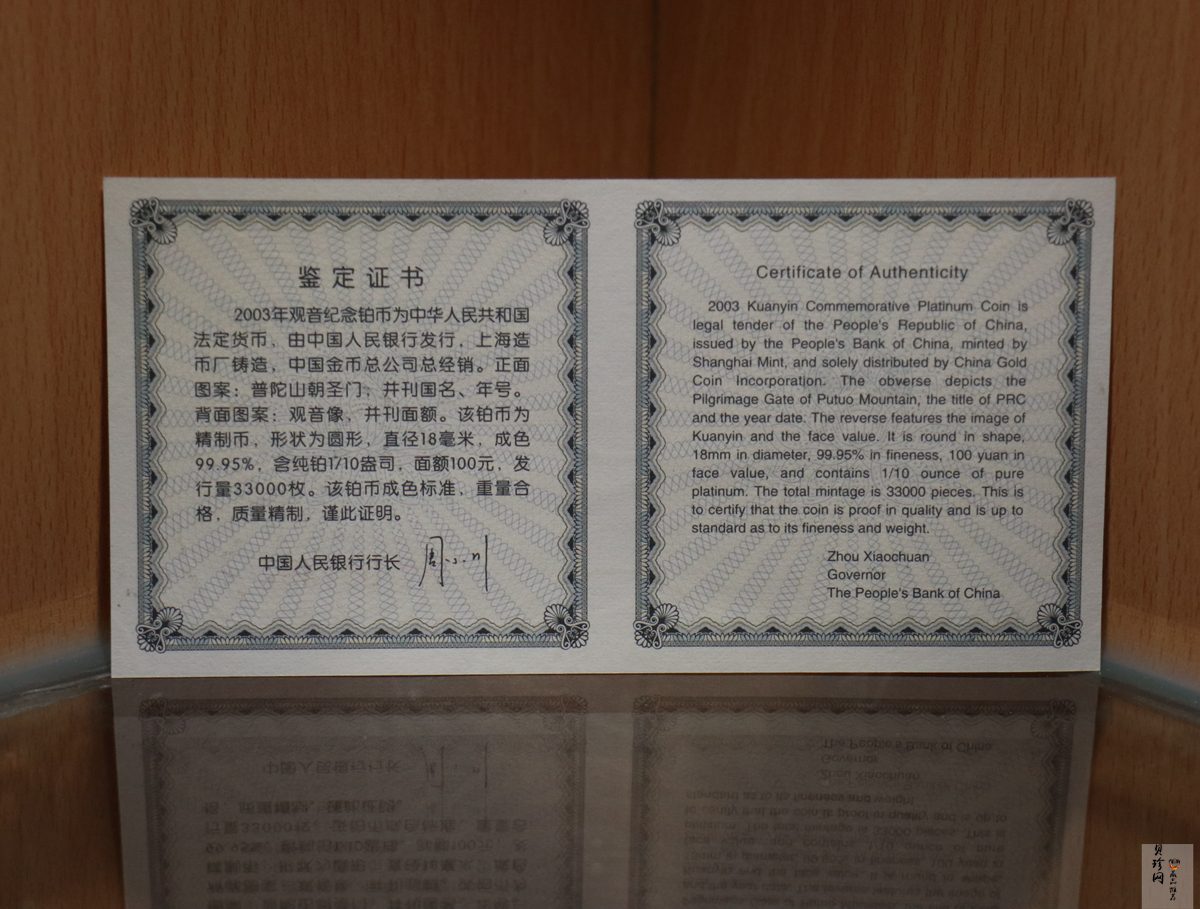 鉴定证书
2003年观音纪念铂币为中华人民共和国
法定货币，由中国人民银行发行，上海造
币厂铸造，中国金币总公司总经销。正面
图案：普陀山朝圣门，并刊国名、年号。
背面图案：观音像，并刊面额。该铂币为
精制币，形状为圆形，直径18毫米，成色
99.95%，含纯铂1/10盎司，面额100元，发
行量33000枚。该铂币成色标准，重量合
格，质量精制，谨此证明。
中国人民银行行长 周小川
Certificate of Authenticity
2003 Kuanyin Commemorative Platinum Coin is
legal tender of the People's Republic of China,
issued by the People's Bank of China, minted by
Shanghai Mint, and solely distributed by China Gold
Coin Incorporation. The obverse depicts the
Pilgrimage Gate of Putuo Mountain, the title of PRC
and the year date. The reverse features the image of
Kuanyin and the face value. It is round in shape,
18mm in diameter, 99.95% in fineness, 100 yuan in
face value, and contains 1/10 ounce of pure
platinum. The total mintage is 33000 pieces. This is
to certify that the coin is proof in quality and is up to
standard as to its fineness and weight.
Zhou Xiaochuan
Governor
The People's Bank of China
贝珍网